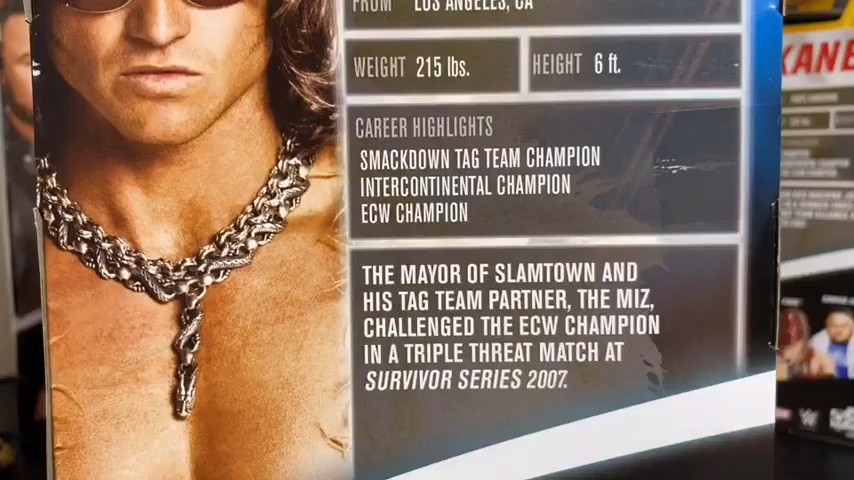 FROM LOS ANGELES, CA
WEIGHT 215 lbs.
HEIGHT 6 ft.
CAREER HIGHLIGHTS
SMACKDOWN TAG TEAM CHAMPION
INTERCONTINENTAL CHAMPION
ECW CHAMPION
THE MAYOR OF SLAMTOWN AND
HIS TAG TEAM PARTNER, THE MIZ,
CHALLENGED THE ECW CHAMPION
IN A TRIPLE THREAT MATCH AT
SURVIVOR SERIES 2007.
KANE